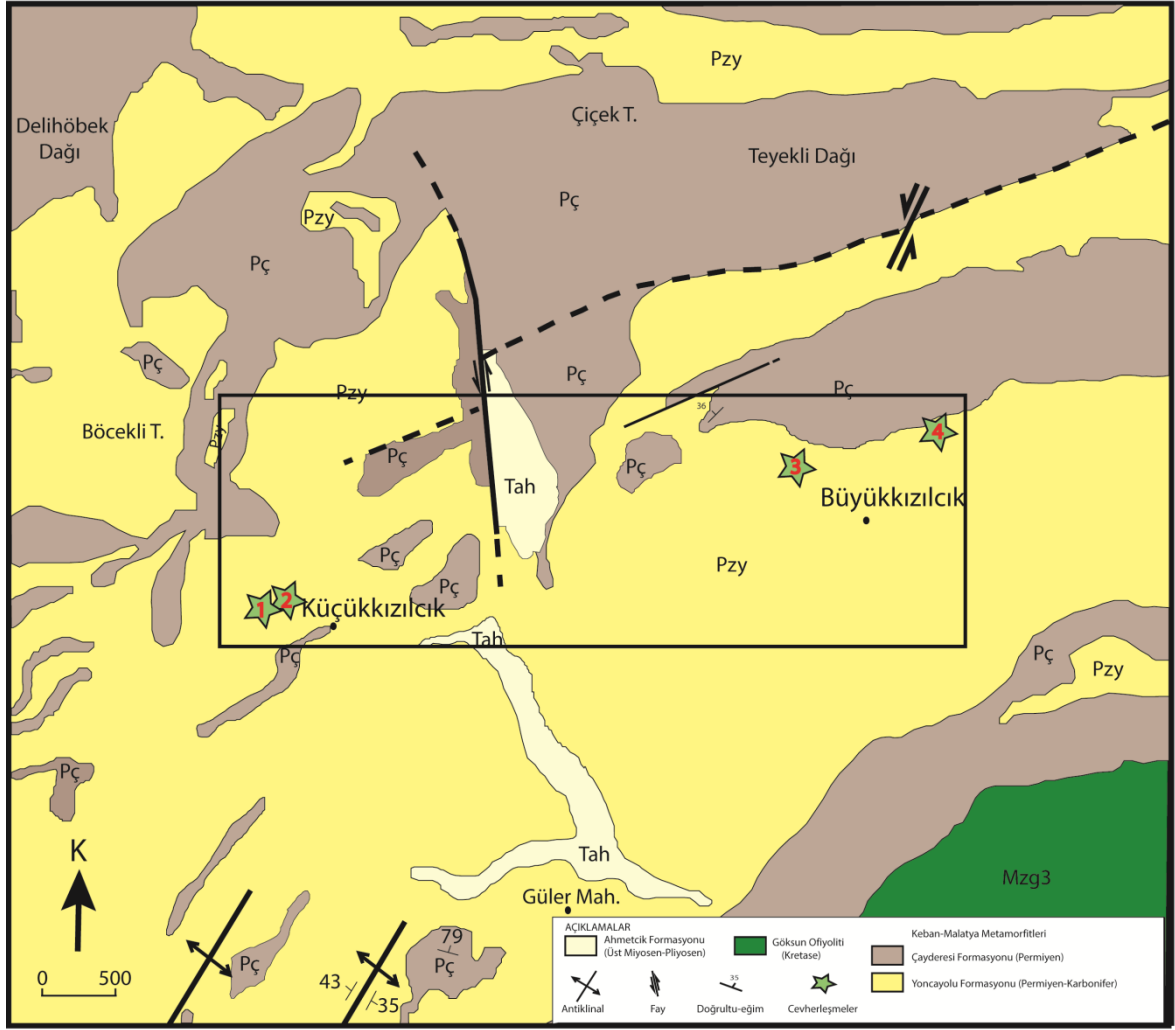 Pzy
Çiçek T.
Delihöbek
Dağı
Teyekli Dağı
Pç
Pzy
Pç
Pç
Pç
Pzy
Pç
36
Böcekli T.
Pzy
4
Pç
Pç
3
Tah
Büyükkızılcık
Pç
Pzy
Pç
1
2
Küçükkızılcık
Tah
Pç
Pç
Pzy
Pç
K
Tah
Mzg3
Güler Mah.
79
Pç
Pç
43
35
0 500
AÇIKLAMALAR
Ahmetcik Formasyonu
(Üst Miyosen-Pliyosen)
Göksun Ofiyoliti
(Kretase)
Keban-Malatya Metamorfitleri
Çayderesi Formasyonu (Permiyen)
Yoncayolu Formasyonu (Permiyen-Karbonifer)
35
Antiklinal
Fay
Doğrultu-eğim
Cevherleşmeler